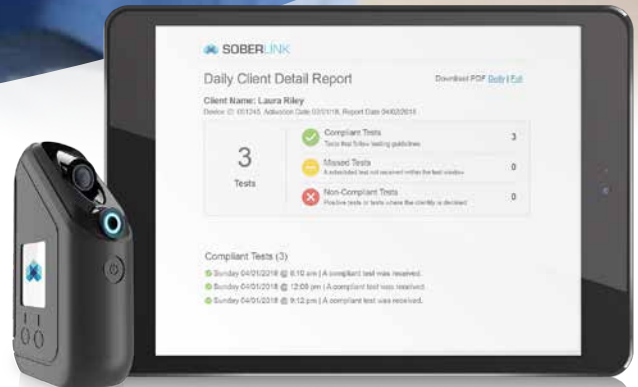 SOBERLINK
Daily Client Detail Report
Download PDF Daily | Full
Client Name: Laura Riley
Device ID: 001245, Activation Date 03/01/18, Report Date 04/02/2018
3
Tests
Compliant Tests
Tests that follow testing guidelines
3
Missed Tests
A scheduled test not received within the test window
0
Non-Compliant Tests
Positive tests or tests where the identity is declined
0
Compliant Tests (3)
Sunday 04/01/2018 @ 6:10 am | A compliant test was received.
Sunday 04/01/2018 @ 12:09 pm | A compliant test was received.
Sunday 04/01/2018 @ 9:12 pm | A compliant test was received.